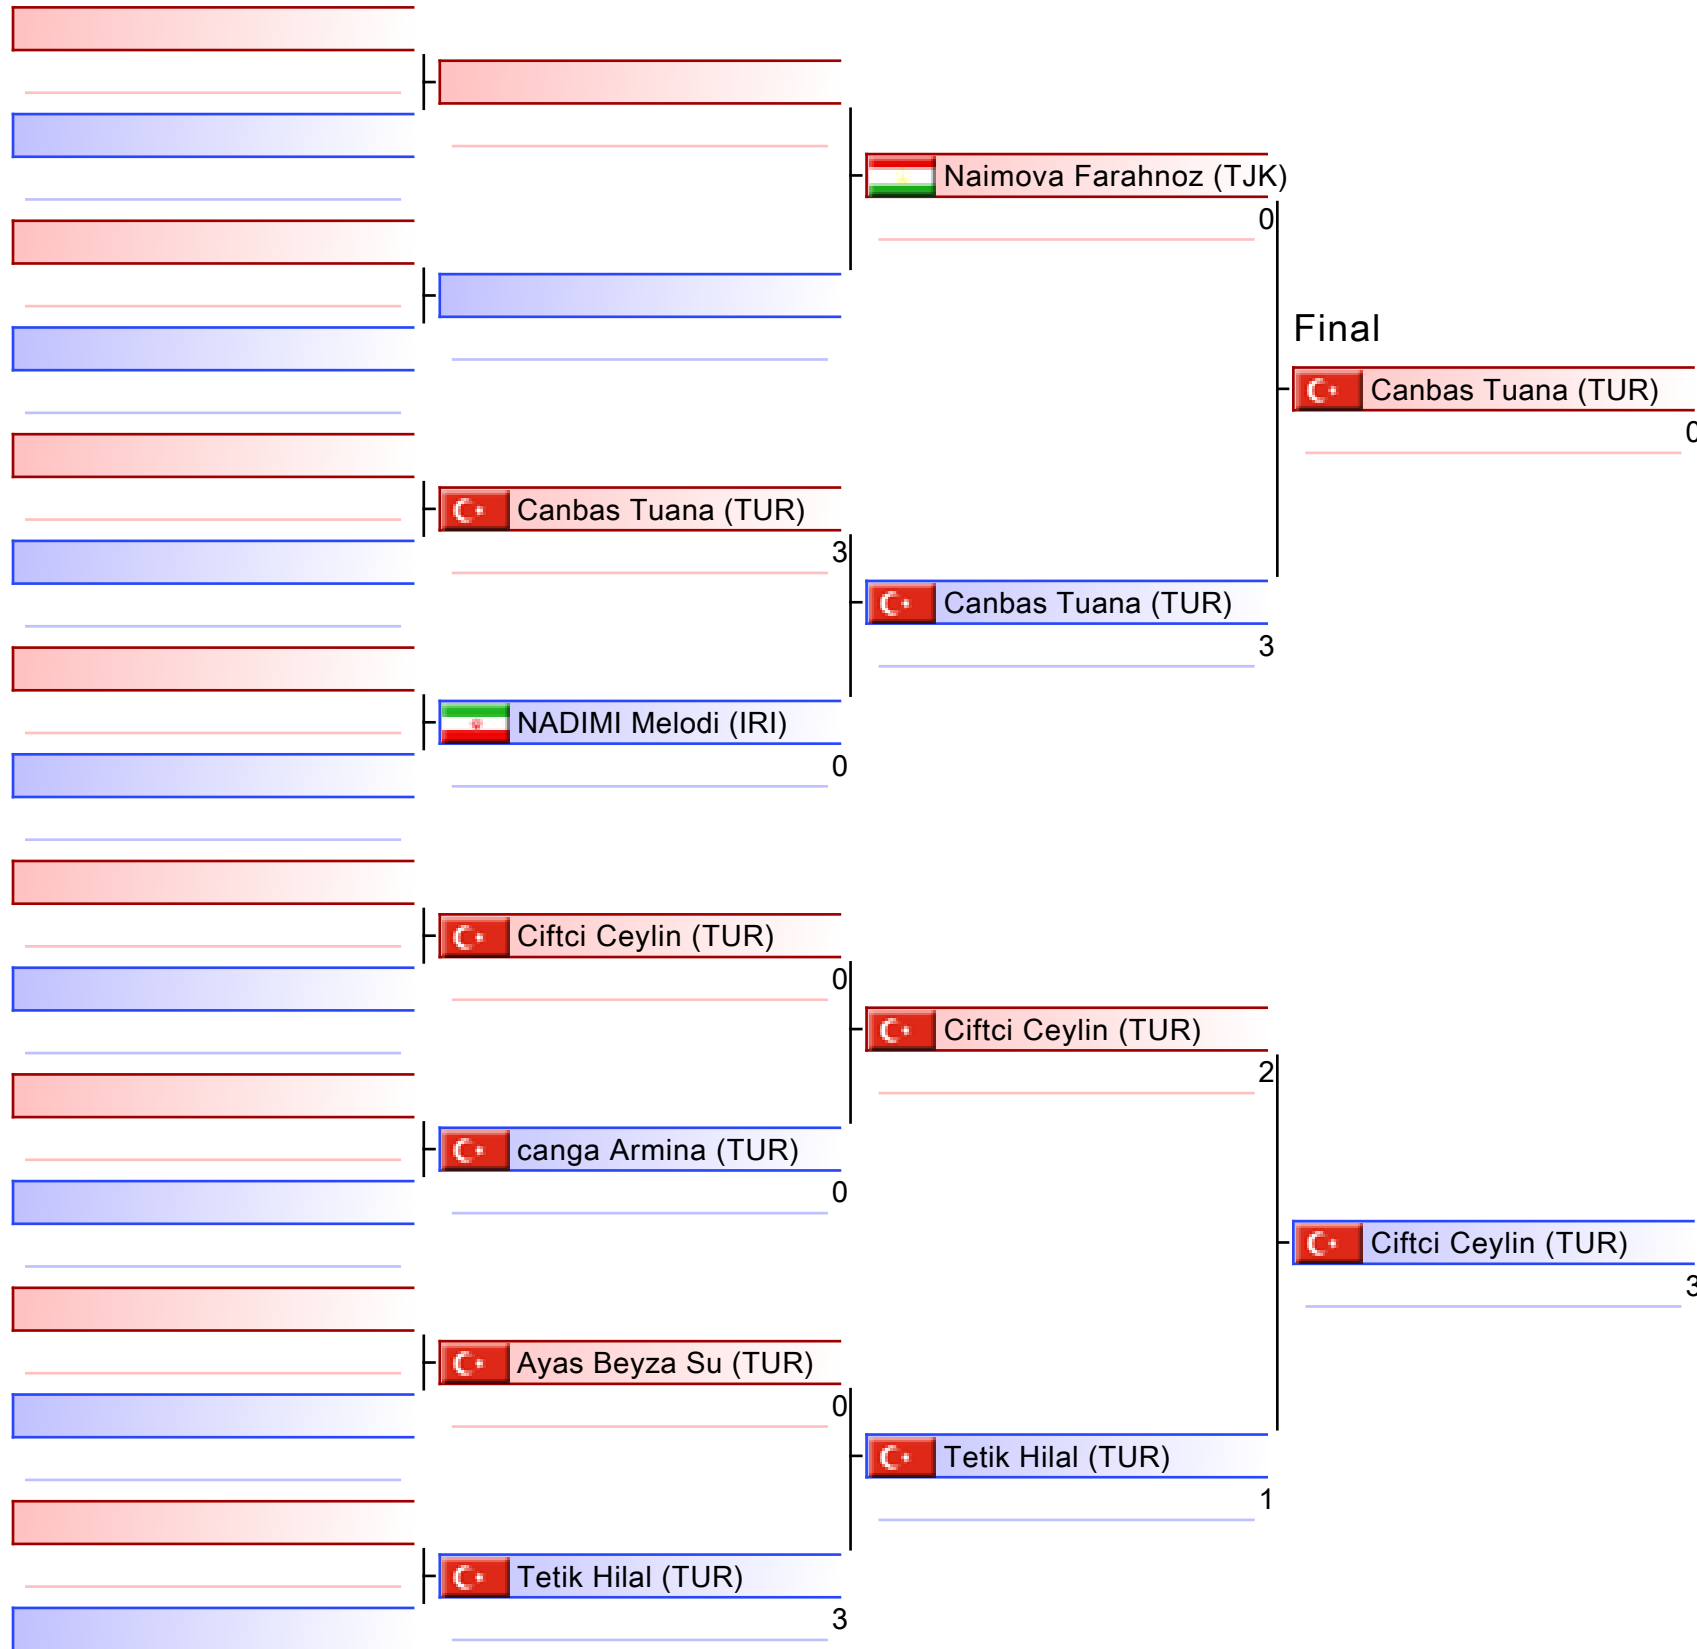 Naimova Farahnoz (TJK)
0
Final
Canbas Tuana (TUR)
0
Canbas Tuana (TUR)
3
Canbas Tuana (TUR)
3
NADIMI Melodi (IRI)
0
Ciftci Ceylin (TUR)
0
Ciftci Ceylin (TUR)
2
canga Armina (TUR)
0
Ciftci Ceylin (TUR)
3
Ayas Beyza Su (TUR)
0
Tetik Hilal (TUR)
1
Tetik Hilal (TUR)
3